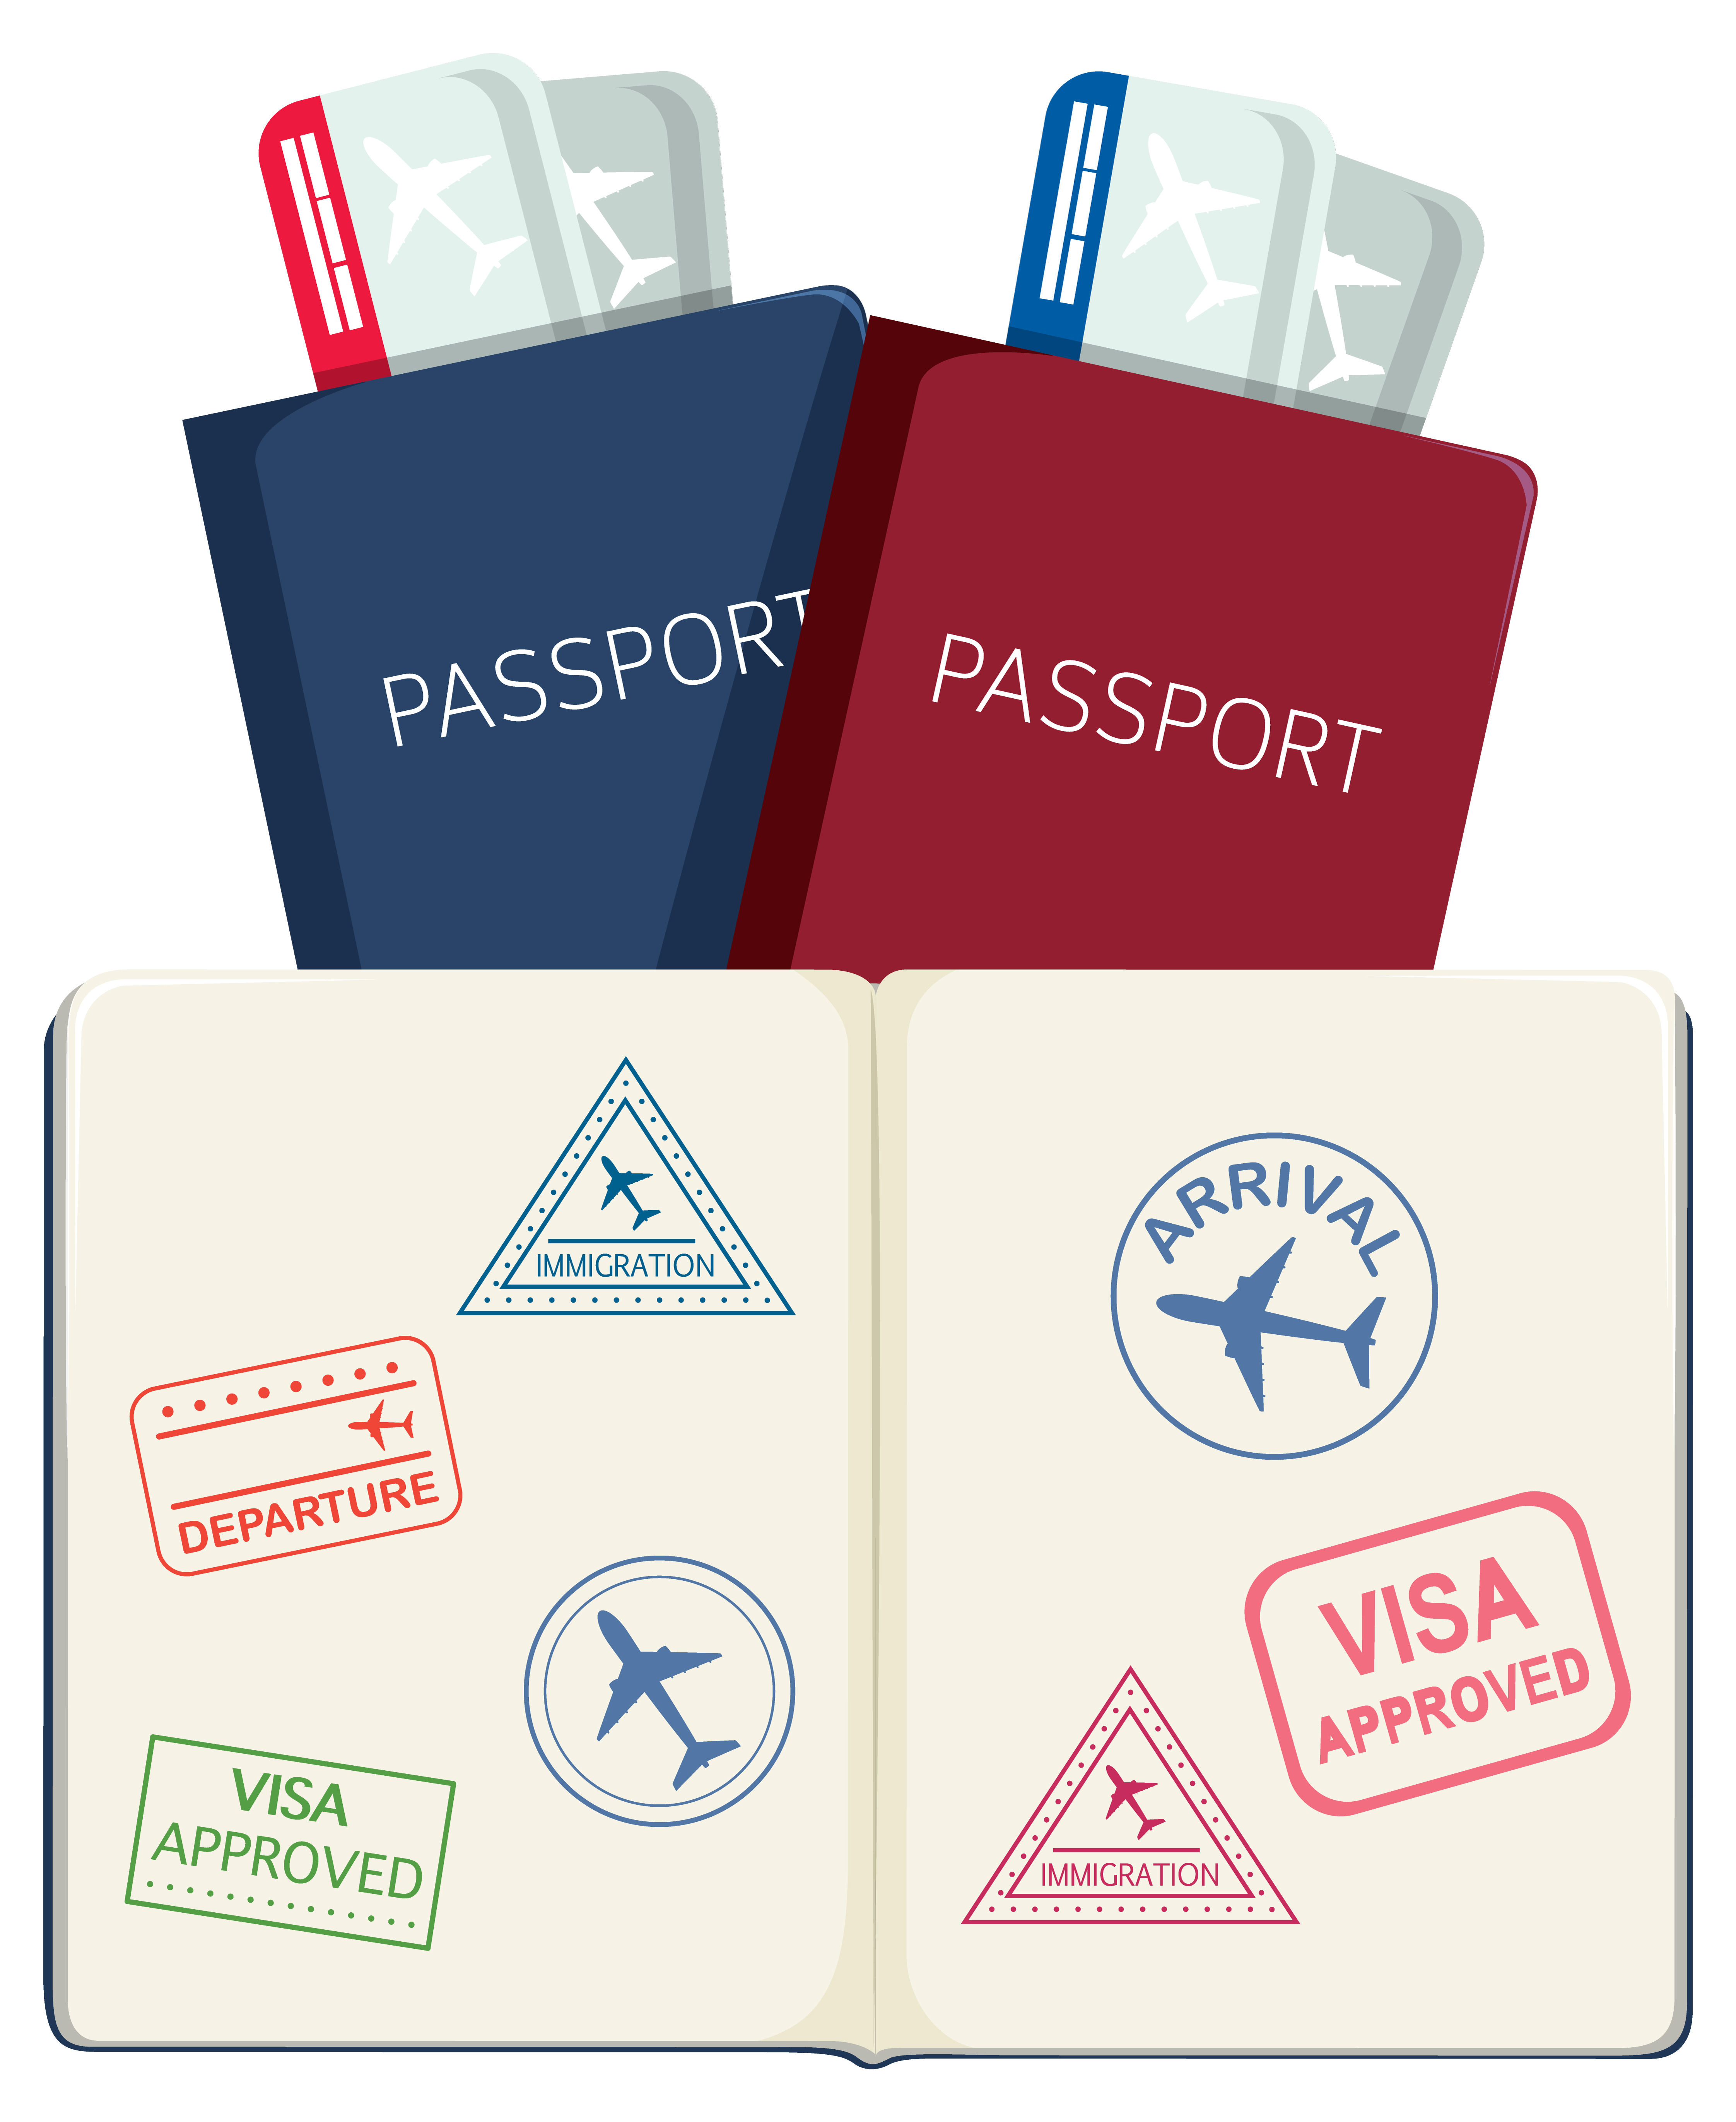 PASSPORT
PASSPORT
IMMIGRATION
DEPARTURE
VISA
APPROVED
ARRIVAL
VISA
APPROVED
IMMIGRATION